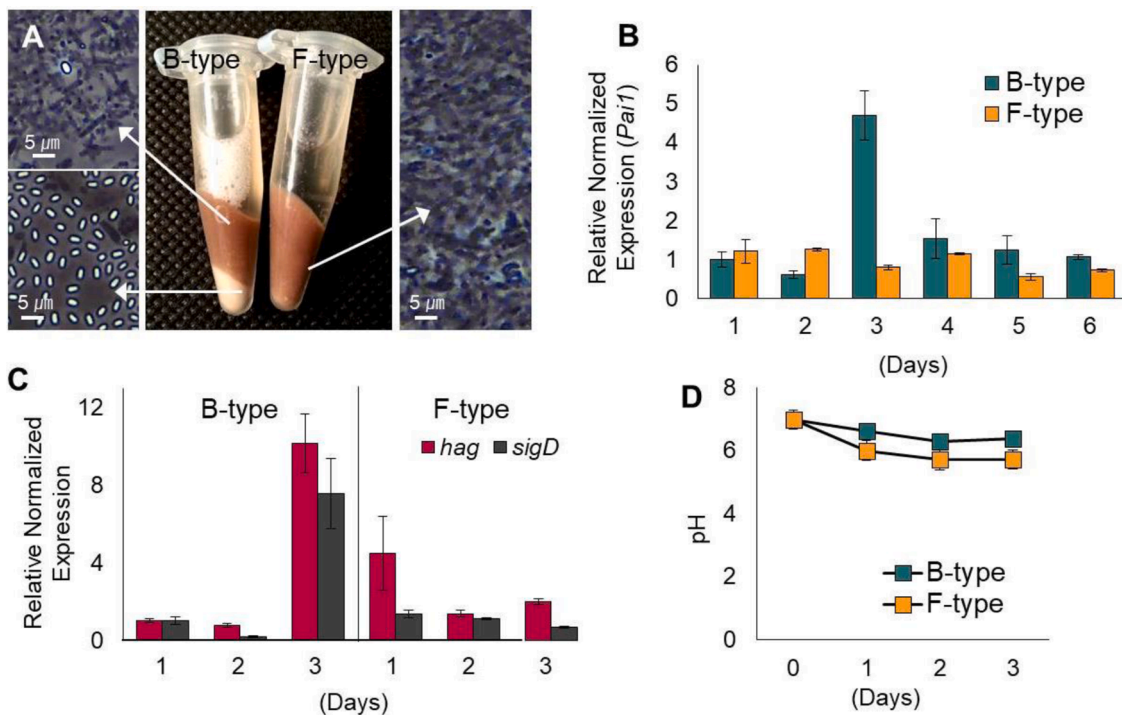 A
B-type
F-type
5 μm
5 μm
5 μm
B
Relative Normalized
Expression (Pai1)
6
5
4
3
2
1
0
B-type
F-type
1 2 3 4 5 6
(Days)
C
Relative Normalized
Expression
12
8
4
0
B-type
F-type
hag sigD
1 2 3 1 2 3
(Days)
D
pH
8
6
4
2
0
B-type
F-type
0 1 2 3
(Days)